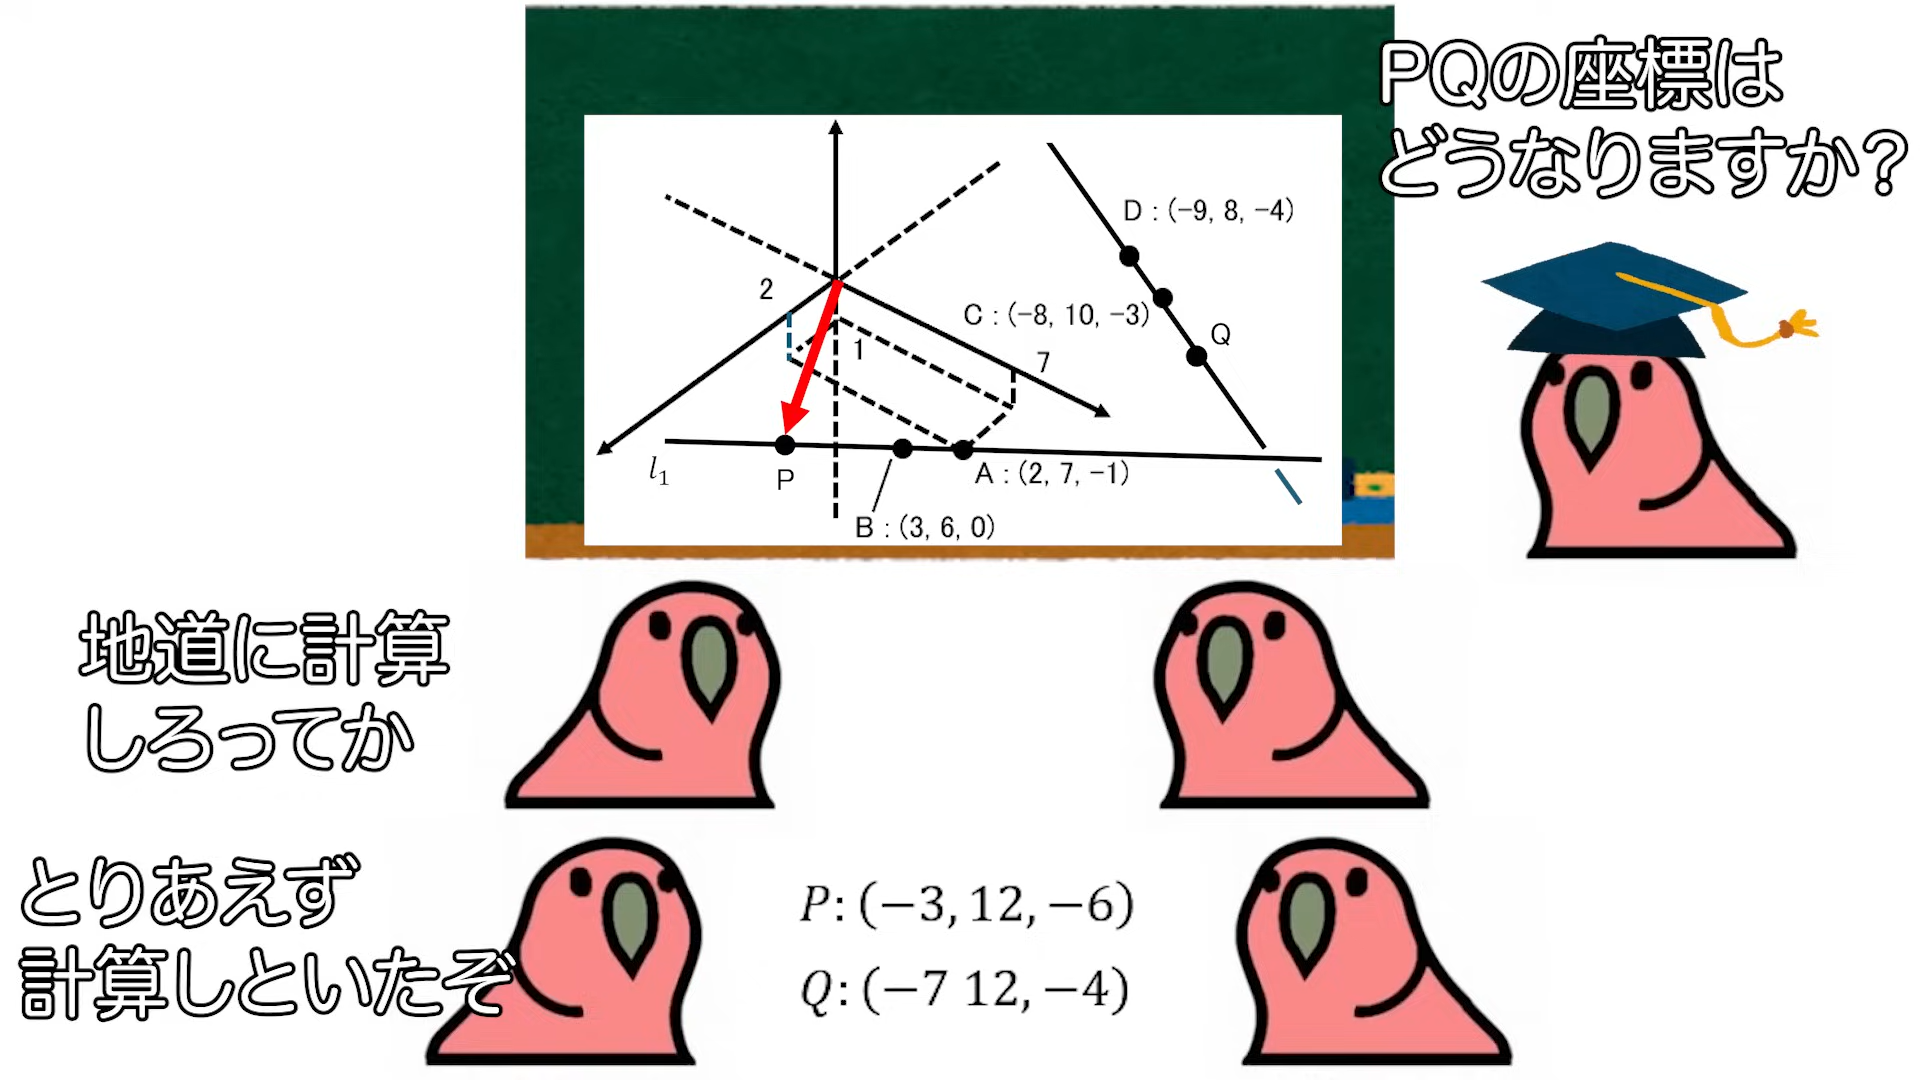 PQの座標は
どうなりますか？
D : (−9, 8, −4)
2
C : (−8, 10, −3)
Q
1
7
l₁
P
A : (2, 7, −1)
B : (3, 6, 0)
地道に計算
しろってか
とりあえず
計算しといたぞ
P: (−3, 12, −6)
Q: (−7 12, −4)